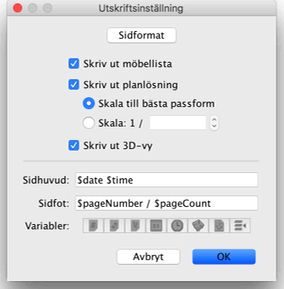 Utskriftsinställning
Sidformat
Skriv ut möbellista
Skriv ut planlösning
Skala till bästa passform
Skala: 1 /
Skriv ut 3D-vy
Sidhuvud: $date $time
Sidfot: $pageNumber / $pageCount
Variabler:
Avbryt OK